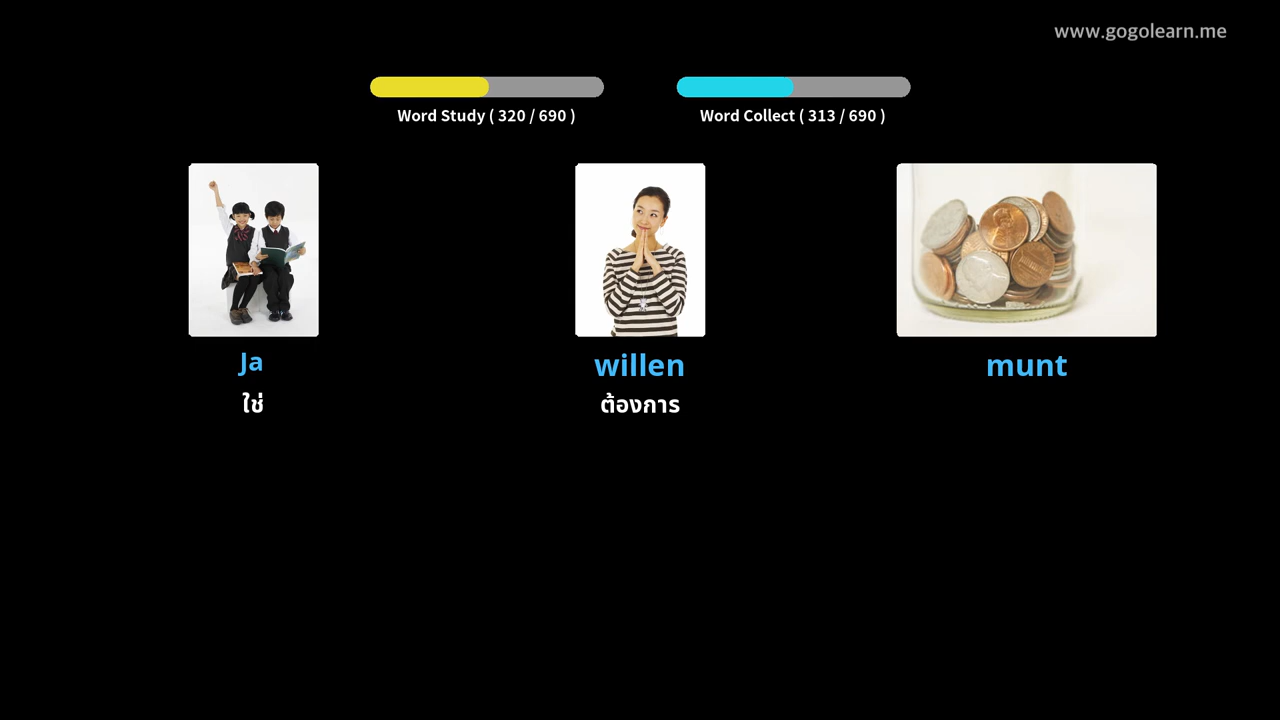 www.gogolearn.me
Word Study ( 320 / 690 )
Word Collect ( 313 / 690 )
Ja
willen
munt
ใช่
ต้องการ